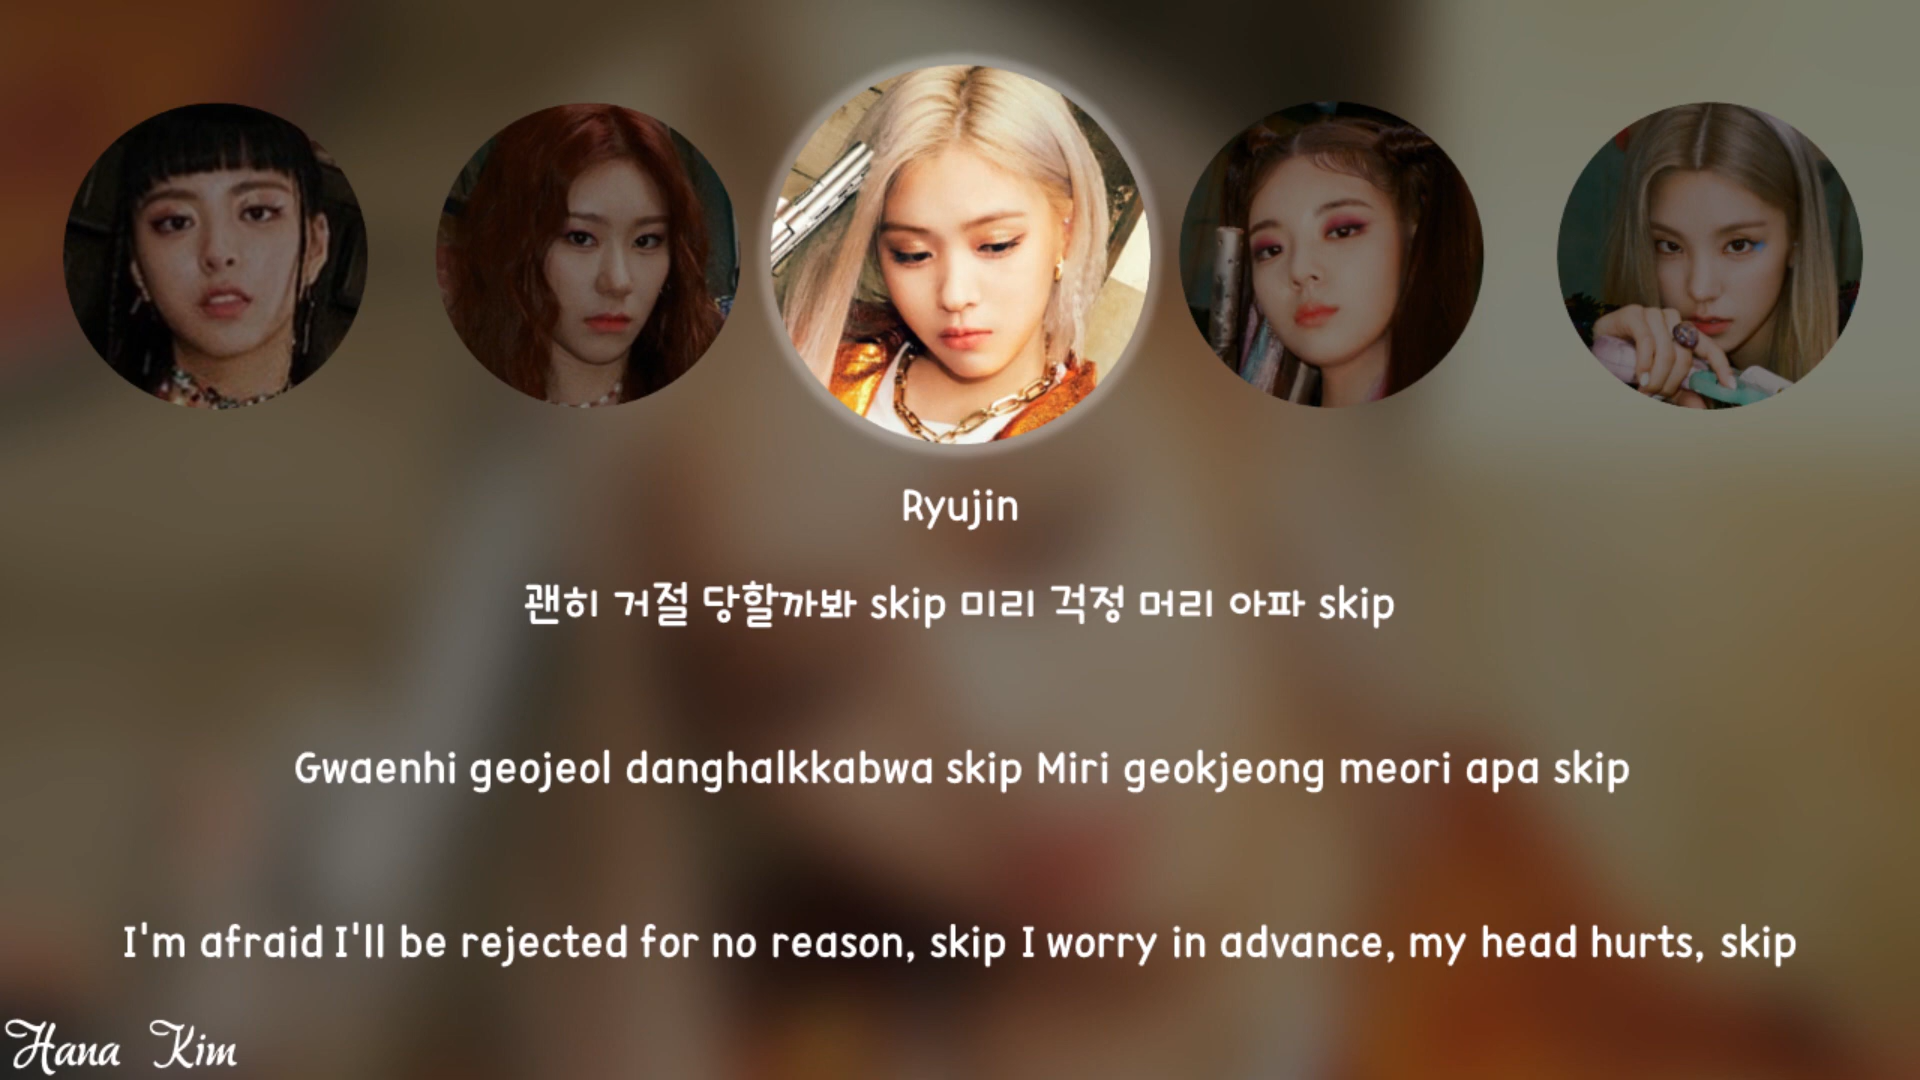 Ryujin
괜히 거절 당할까봐 skip 미리 걱정 머리 아파 skip
Gwaenhi geojeol danghalkkabwa skip Miri geokjeong meori apa skip
I'm afraid I'll be rejected for no reason, skip I worry in advance, my head hurts, skip
Hana Kim